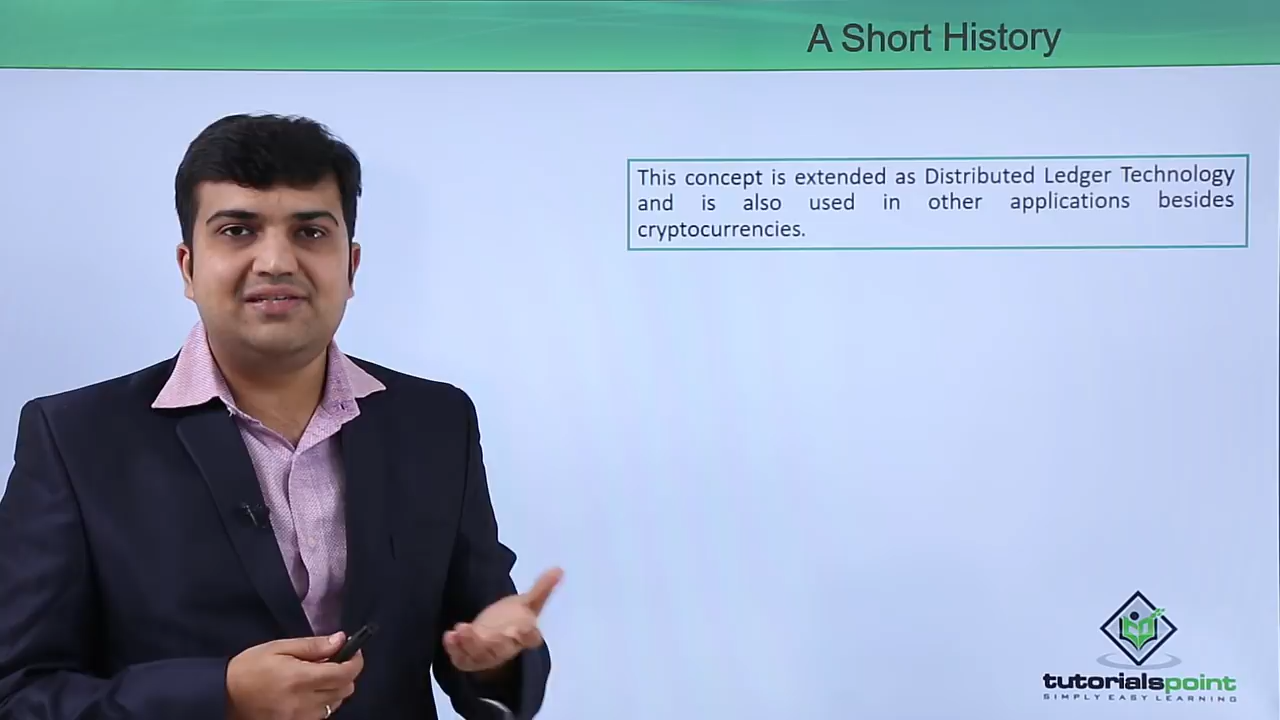 A Short History
This concept is extended as Distributed Ledger Technology
and is also used in other applications besides
cryptocurrencies.
tutorialspoint
SIMPLY EASY LEARNING